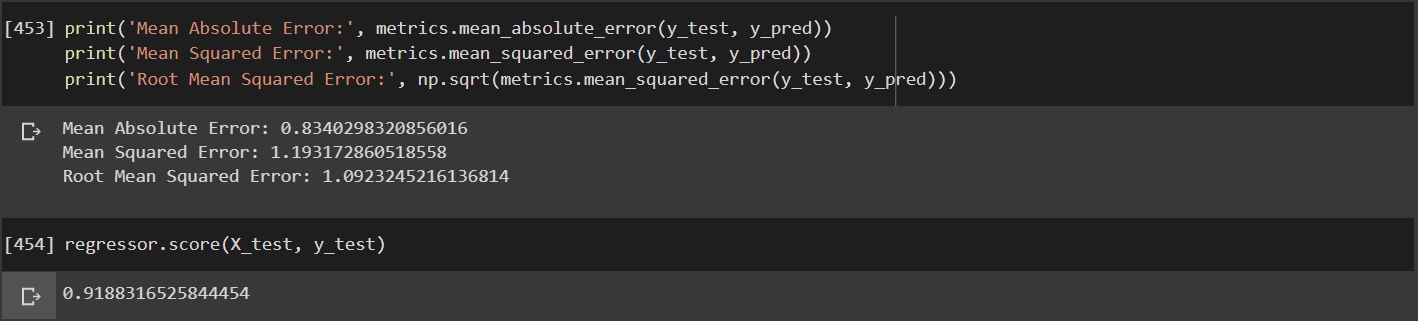 [453] print('Mean Absolute Error:', metrics.mean_absolute_error(y_test, y_pred))
print('Mean Squared Error:', metrics.mean_squared_error(y_test, y_pred))
print('Root Mean Squared Error:', np.sqrt(metrics.mean_squared_error(y_test, y_pred)))
Mean Absolute Error: 0.8340298320856016
Mean Squared Error: 1.193172860518558
Root Mean Squared Error: 1.0923245216136814
[454] regressor.score(X_test, y_test)
0.9188316525844454